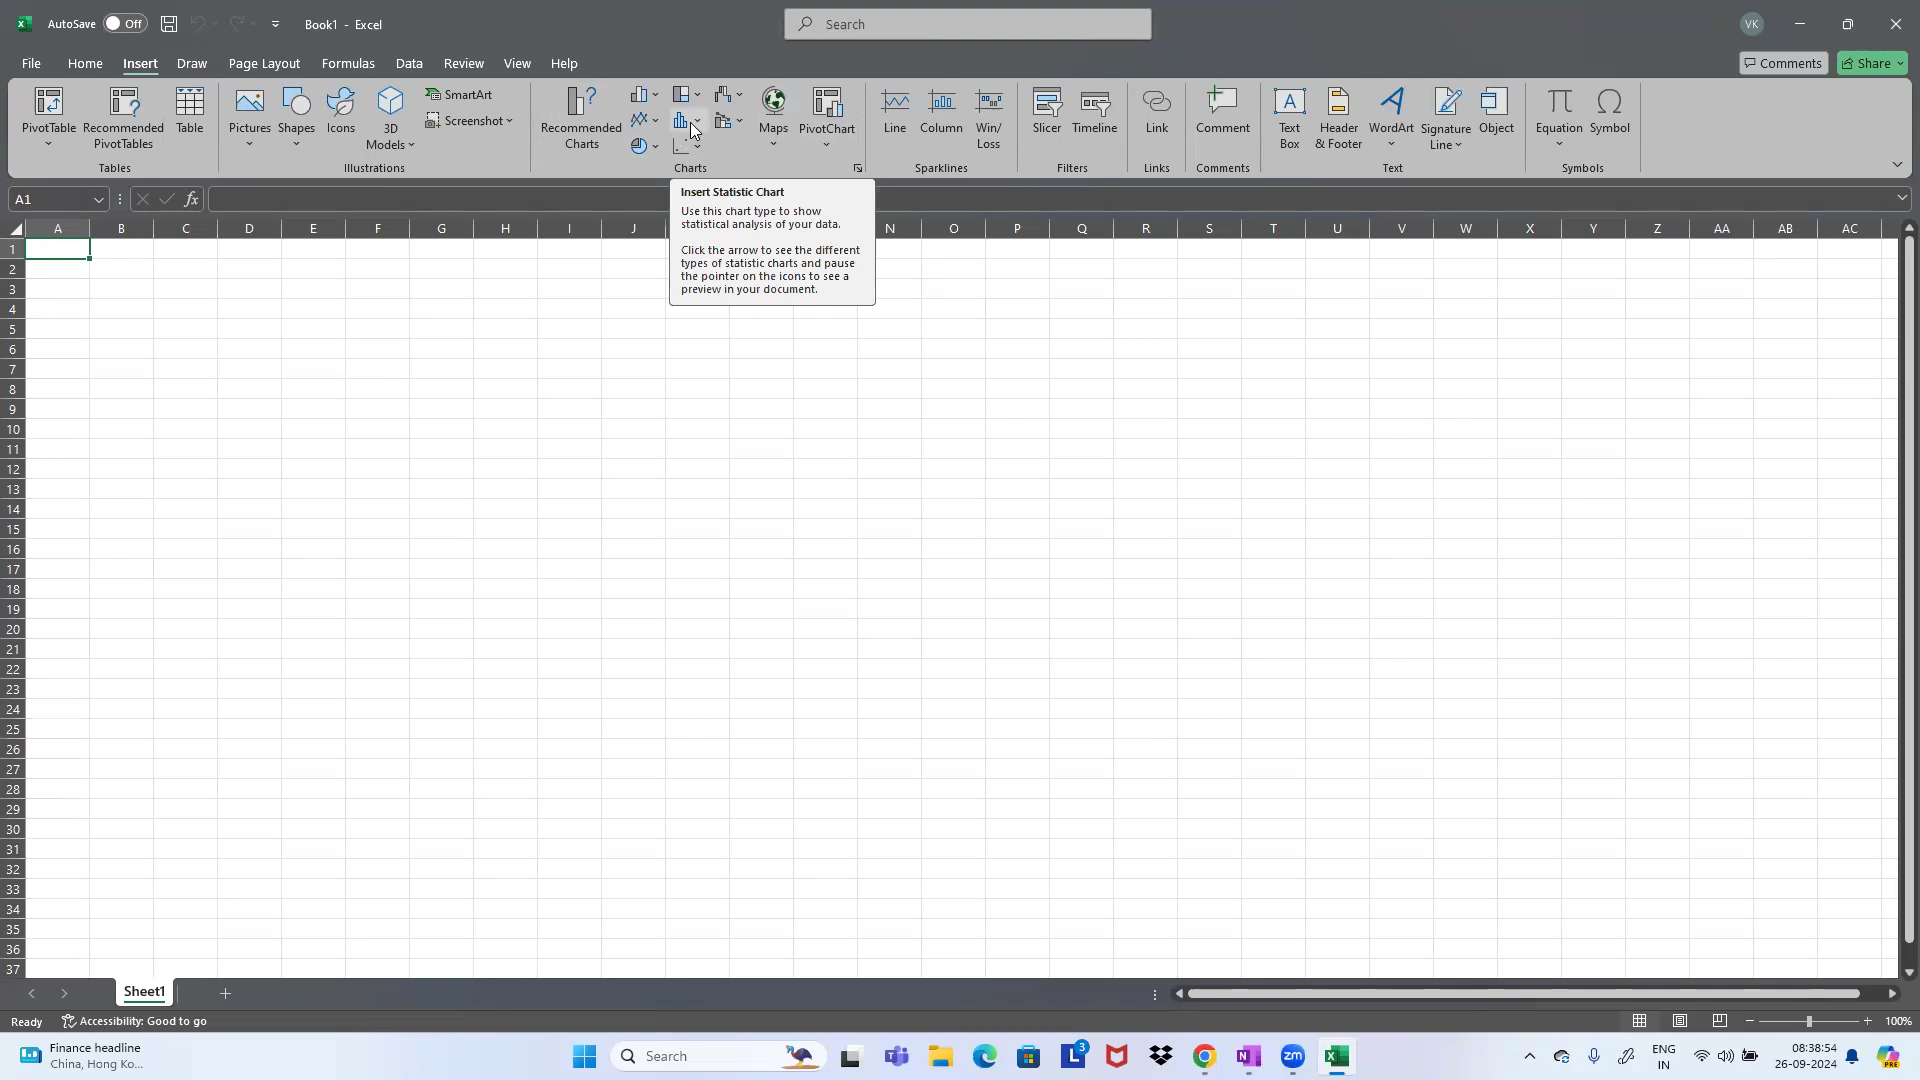 AutoSave Off Book1 - Excel Search VK
File Home Insert Draw Page Layout Formulas Data Review View Help Comments Share
PivotTable Recommended PivotTables Table
Tables
Pictures Shapes Icons 3D Models SmartArt Screenshot
Illustrations
Recommended Charts Maps PivotChart
Charts
Line Column Win/Loss
Sparklines
Slicer Timeline
Filters
Link
Links
Comment
Comments
Text Box Header & Footer WordArt Signature Line Object
Text
Equation Symbol
Symbols
A1 fx
Insert Statistic Chart
Use this chart type to show
statistical analysis of your data.
Click the arrow to see the different
types of statistic charts and pause
the pointer on the icons to see a
preview in your document.
A B C D E F G H I J N O P Q R S T U V W X Y Z AA AB AC
1
2
3
4
5
6
7
8
9
10
11
12
13
14
15
16
17
18
19
20
21
22
23
24
25
26
27
28
29
30
31
32
33
34
35
36
37
Sheet1
Ready Accessibility: Good to go 100%
Finance headline
China, Hong Ko...
Search
L 3
N
zm
ENG
IN
08:38:54
26-09-2024
PRE